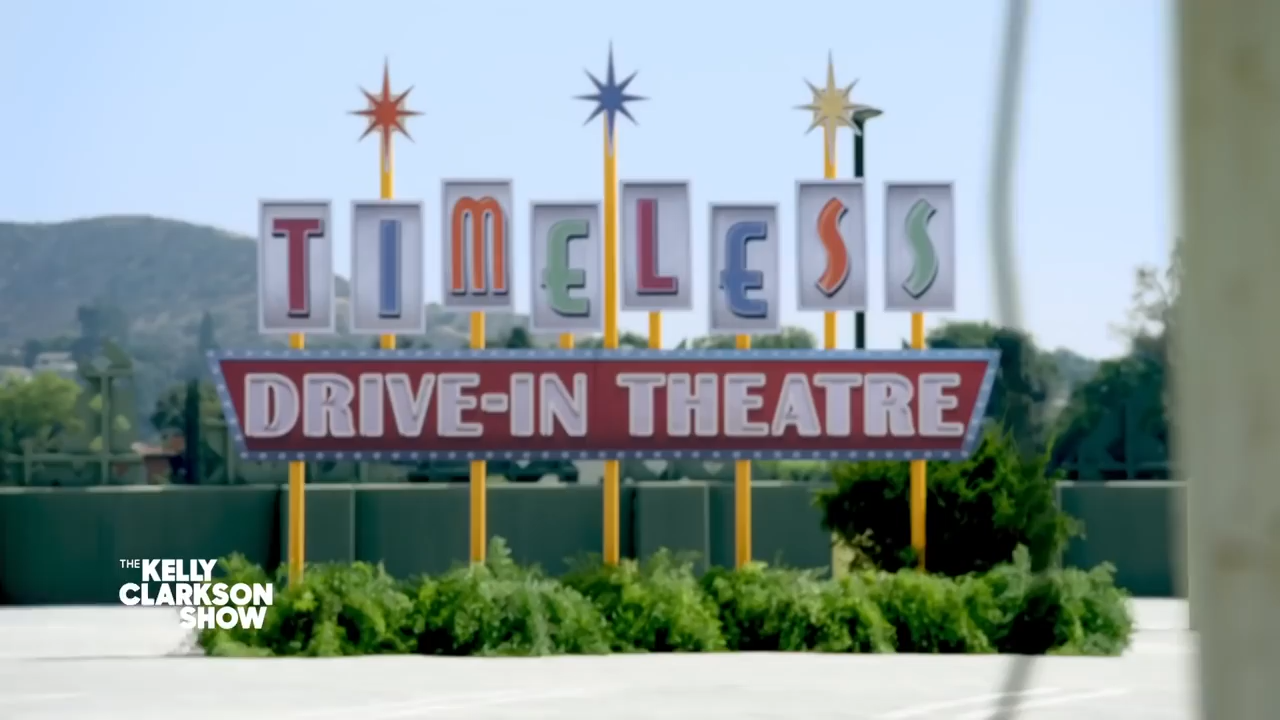 TIMELESS
DRIVE-IN THEATRE
THE
KELLY
CLARKSON
SHOW